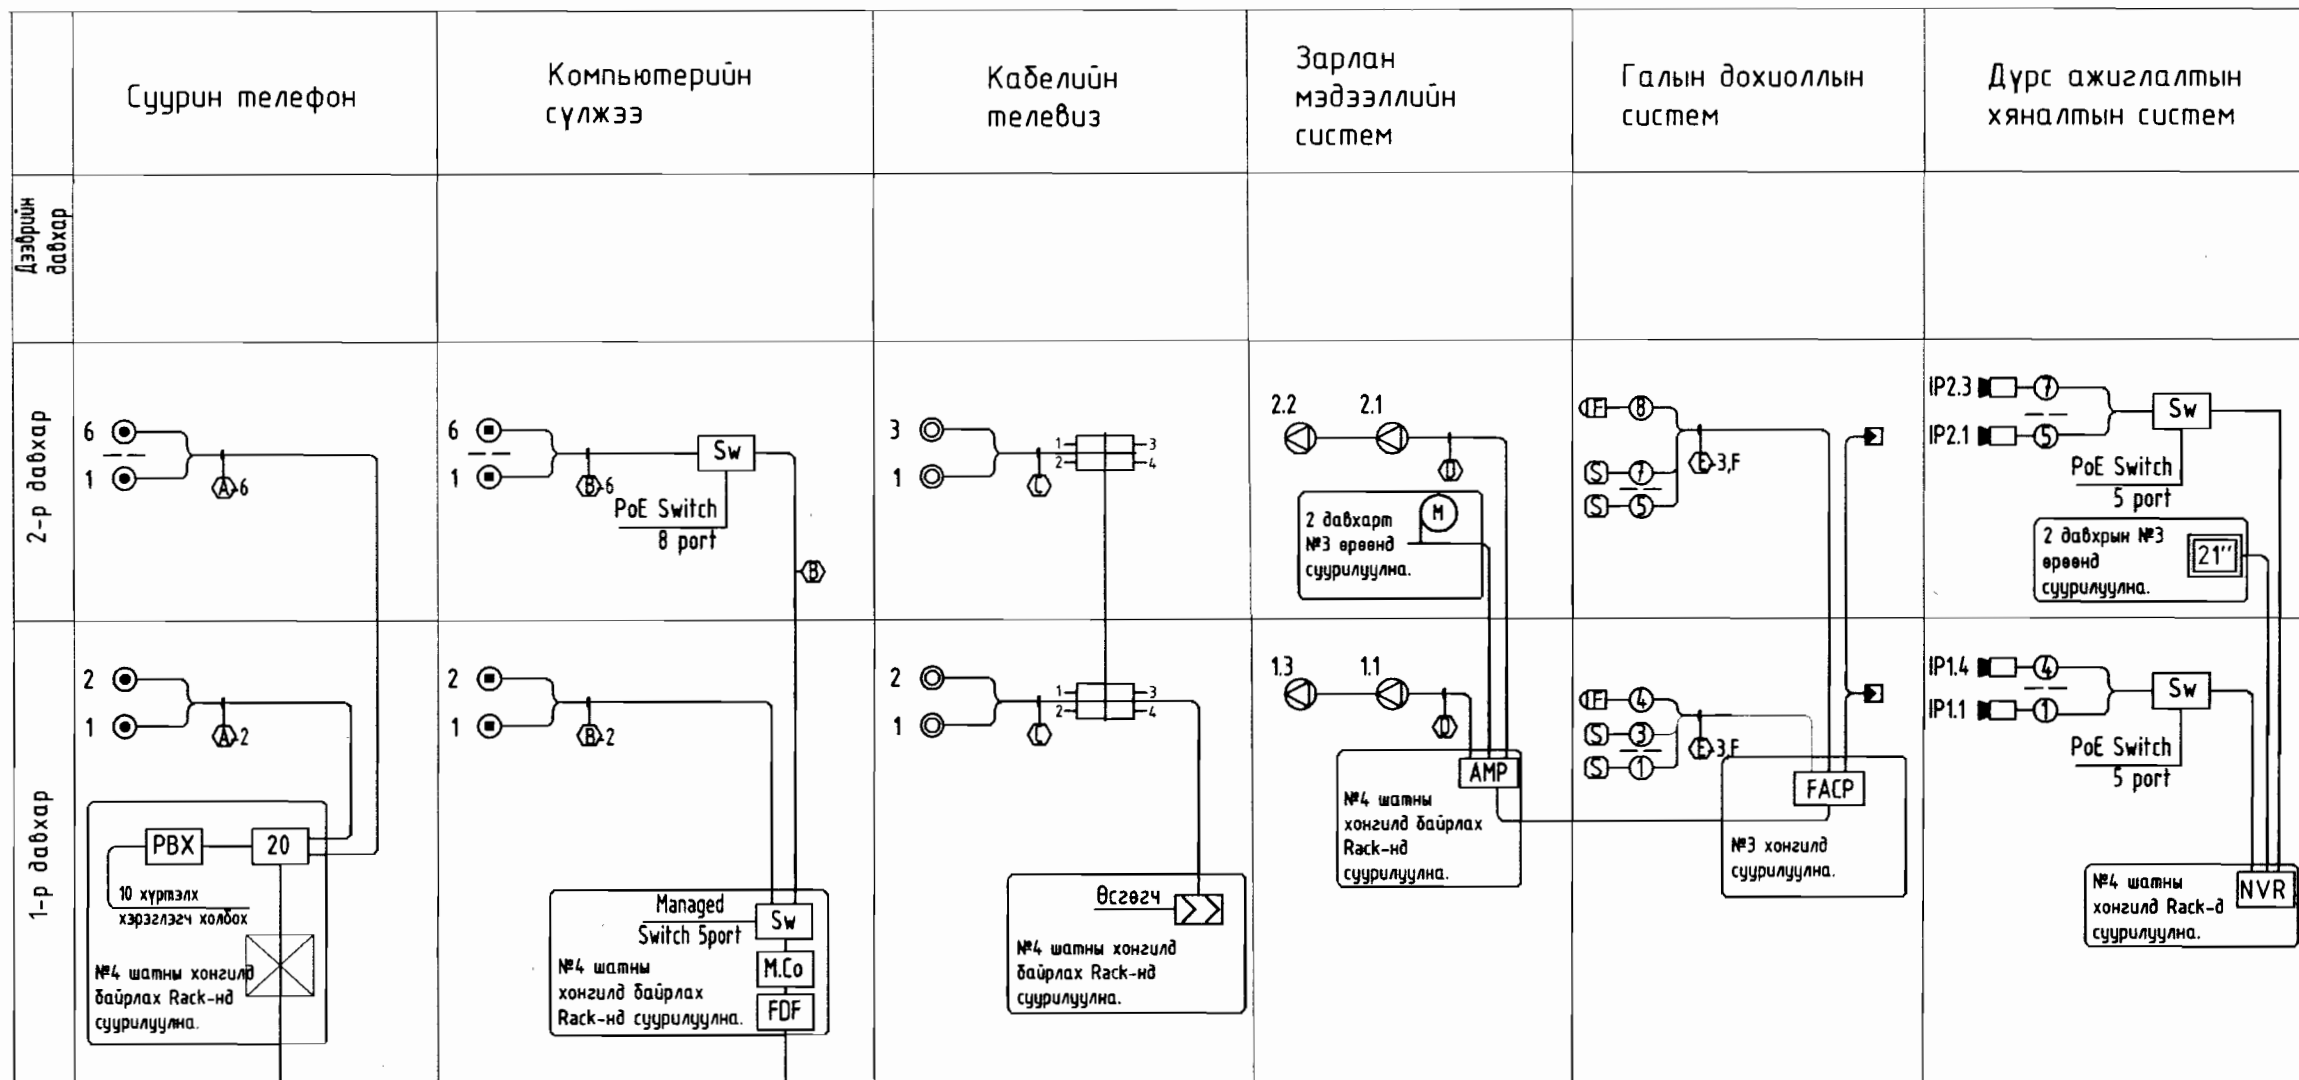 Суурин телефон
Компьютерийн
сүлжээ
Кабелийн
телевиз
Зарлан
мэдээллийн
систем
Галын дохиоллын
систем
Дүрс ажиглалтын
хяналтын систем
Дээврийн
давхар
2-р давхар
6
1
A-6
6
1
B-6
Sw
PoE Switch
8 port
B
3
1
C
1
2
3
4
2.2
2.1
D
2 давхарт
№3 өрөөнд
суурилуулна.
M
F
8
S
7
S
5
E-3,F
IP2.3
7
IP2.1
5
Sw
PoE Switch
5 port
2 давхрын №3
өрөөнд
суурилуулна.
21"
1-р давхар
2
1
A-2
PBX
20
10 хүртэлх
хэрэглэгч холбох
№4 шатны хонгилд
байрлах Rack-нд
суурилуулна.
2
1
B-2
Managed
Switch 5port
Sw
M.Co
FDF
№4 шатны
хонгилд байрлах
Rack-нд суурилуулна.
2
1
C
1
2
3
4
Өсгөгч
№4 шатны хонгилд
байрлах Rack-нд
суурилуулна.
1.3
1.1
D
AMP
№4 шатны
хонгилд байрлах
Rack-нд
суурилуулна.
F
4
S
3
S
1
E-3,F
FACP
№3 хонгилд
суурилуулна.
IP1.4
4
IP1.1
1
Sw
PoE Switch
5 port
№4 шатны
хонгилд Rack-д
суурилуулна.
NVR